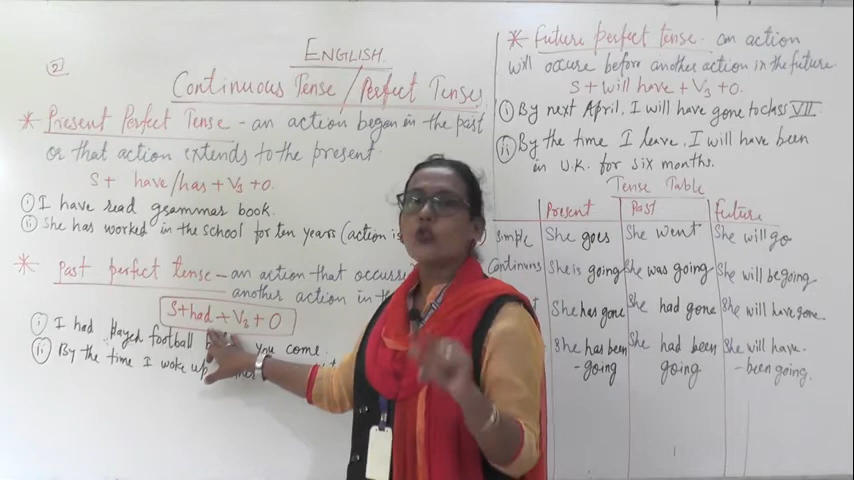 2
ENGLISH
Continuous Tense / Perfect Tenses
* Present Perfect Tense - an action began in the past
or that action extends to the present.
S + have/has + V3 + O.
i I have read grammar book.
ii She has worked in the school for ten years (action is
* Past perfect tense - an action that
another action in the
S + had + V3 + O
i I had played football you come.
ii By the time I woke up
* Future perfect tense - an action
will occure before another action in the future.
S + will have + V3 + O.
i By next April, I will have gone to class VII.
ii By the time I leave, I will have been
in U.K. for six months.
Tense Table
Present Past Future
Simple She goes She went She will go
Continuous She is going She was going She will be going
She has gone She had gone She will have gone
She has been She had been She will have
-going going -been going.